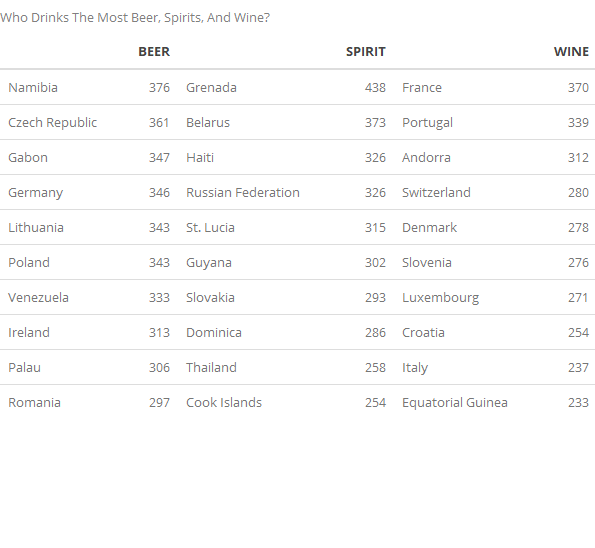 Who Drinks The Most Beer, Spirits, And Wine?
BEER SPIRIT WINE
Namibia 376 Grenada 438 France 370
Czech Republic 361 Belarus 373 Portugal 339
Gabon 347 Haiti 326 Andorra 312
Germany 346 Russian Federation 326 Switzerland 280
Lithuania 343 St. Lucia 315 Denmark 278
Poland 343 Guyana 302 Slovenia 276
Venezuela 333 Slovakia 293 Luxembourg 271
Ireland 313 Dominica 286 Croatia 254
Palau 306 Thailand 258 Italy 237
Romania 297 Cook Islands 254 Equatorial Guinea 233